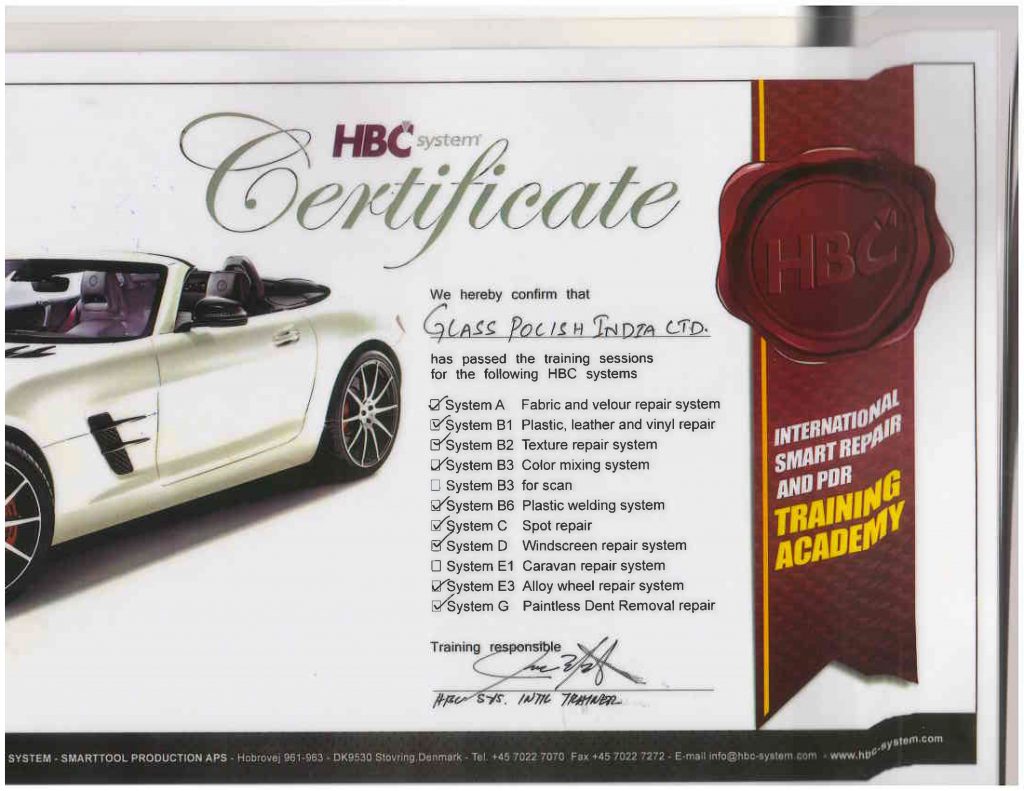 HBC system
Certificate
We hereby confirm that
GLASS POLISH INDIA LTD.
has passed the training sessions
for the following HBC systems
System A Fabric and velour repair system
System B1 Plastic, leather and vinyl repair
System B2 Texture repair system
System B3 Color mixing system
System B3 for scan
System B6 Plastic welding system
System C Spot repair
System D Windscreen repair system
System E1 Caravan repair system
System E3 Alloy wheel repair system
System G Paintless Dent Removal repair
Training responsible
HBC SYS. INTL TRAINER
HBC
INTERNATIONAL
SMART REPAIR
AND PDR
TRAINING
ACADEMY
SYSTEM - SMARTTOOL PRODUCTION APS - Hobrovej 961-963 - DK9530 Stovring.Denmark - Tel. +45 7022 7070 Fax +45 7022 7272 - E-mail info@hbc-system.com - www.hbc-system.com